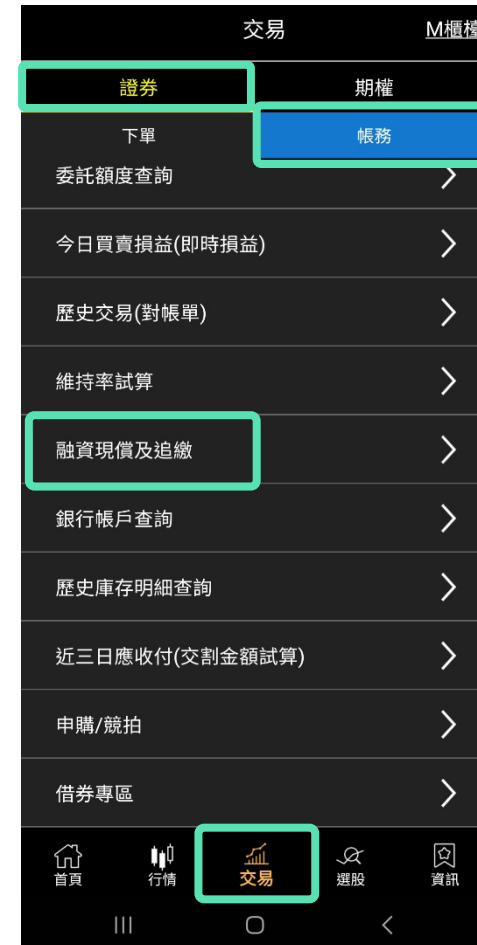 交易
M櫃檯
證券
期權
下單
帳務
委託額度查詢
今日買賣損益(即時損益)
歷史交易(對帳單)
維持率試算
融資現償及追繳
銀行帳戶查詢
歷史庫存明細查詢
近三日應收付(交割金額試算)
申購/競拍
借券專區
首頁
行情
交易
選股
資訊